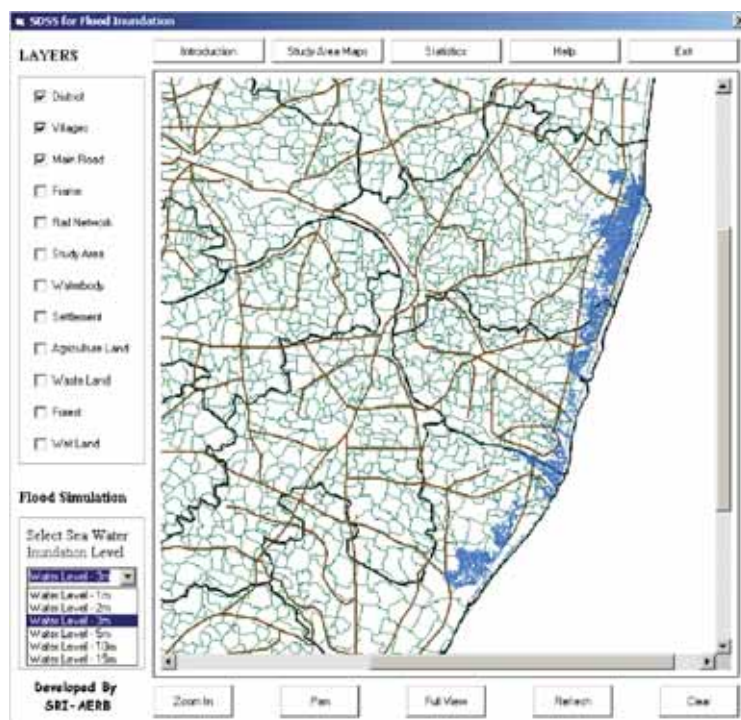 SDSS for Flood Inundation
Introduction
Study Area Maps
Statistics
Help
Exit
LAYERS
District
Villages
Main Road
Frame
Rail Network
Study Area
Waterbody
Settlement
Agriculture Land
Waste Land
Forest
Wet Land
Flood Simulation
Select Sea Water
Inundation Level
Water Level - 3m
Water Level - 1m
Water Level - 2m
Water Level - 3m
Water Level - 5m
Water Level - 10m
Water Level - 15m
Developed By
SRI-AERB
Zoom In
Pan
Full View
Refresh
Clear